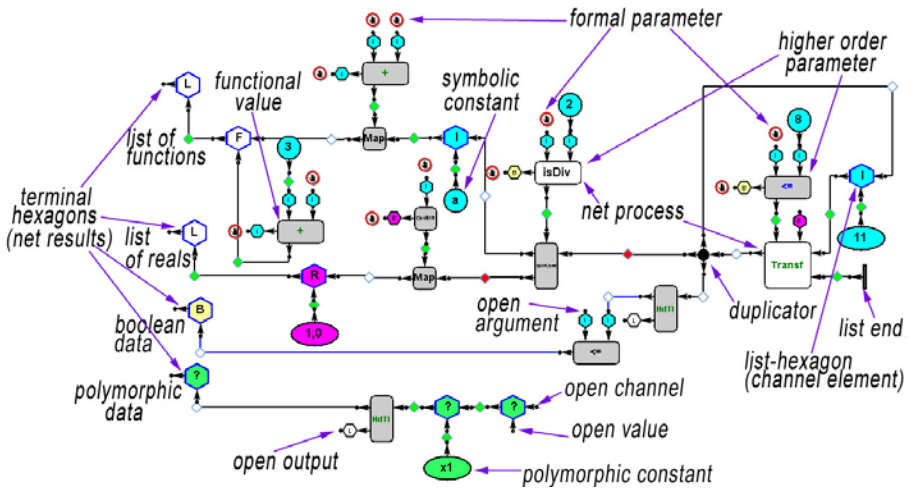 formal parameter
higher order
parameter
functional
value
symbolic
constant
+
2
8
L
list of
functions
F
3
Map
I
a
isDiv
<=
I
11
terminal
hexagons
(net results)
+
net process
L
list
of reals
R
1,0
Map
Transf
open
argument
HdTl
duplicator
list end
B
boolean
data
<=
L
list-hexagon
(channel element)
?
polymorphic
data
HdTl
?
?
open channel
open value
L
open output
x1
polymorphic constant